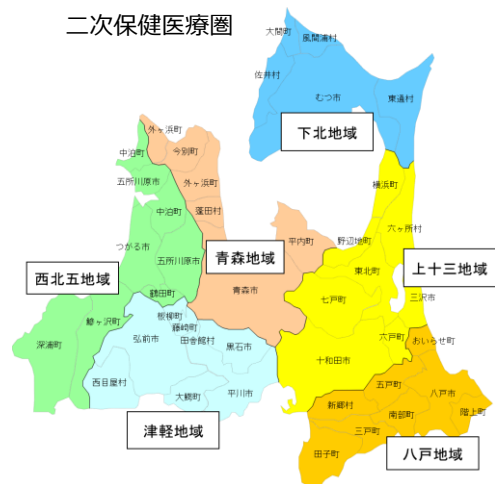 二次保健医療圏
大間町
風間浦村
佐井村
むつ市
東通村
下北地域
外ヶ浜町
今別町
中泊町
五所川原市
外ヶ浜町
中泊町
蓬田村
つがる市
五所川原市
平内町
青森地域
青森市
西北五地域
鶴田町
鰺ヶ沢町
深浦町
横浜町
六ヶ所村
野辺地町
東北町
上十三地域
七戸町
三沢市
六戸町
十和田市
板柳町
藤崎町
田舎館村
弘前市
黒石市
西目屋村
大鰐町
平川市
津軽地域
おいらせ町
五戸町
八戸市
新郷村
南部町
階上町
三戸町
田子町
八戸地域